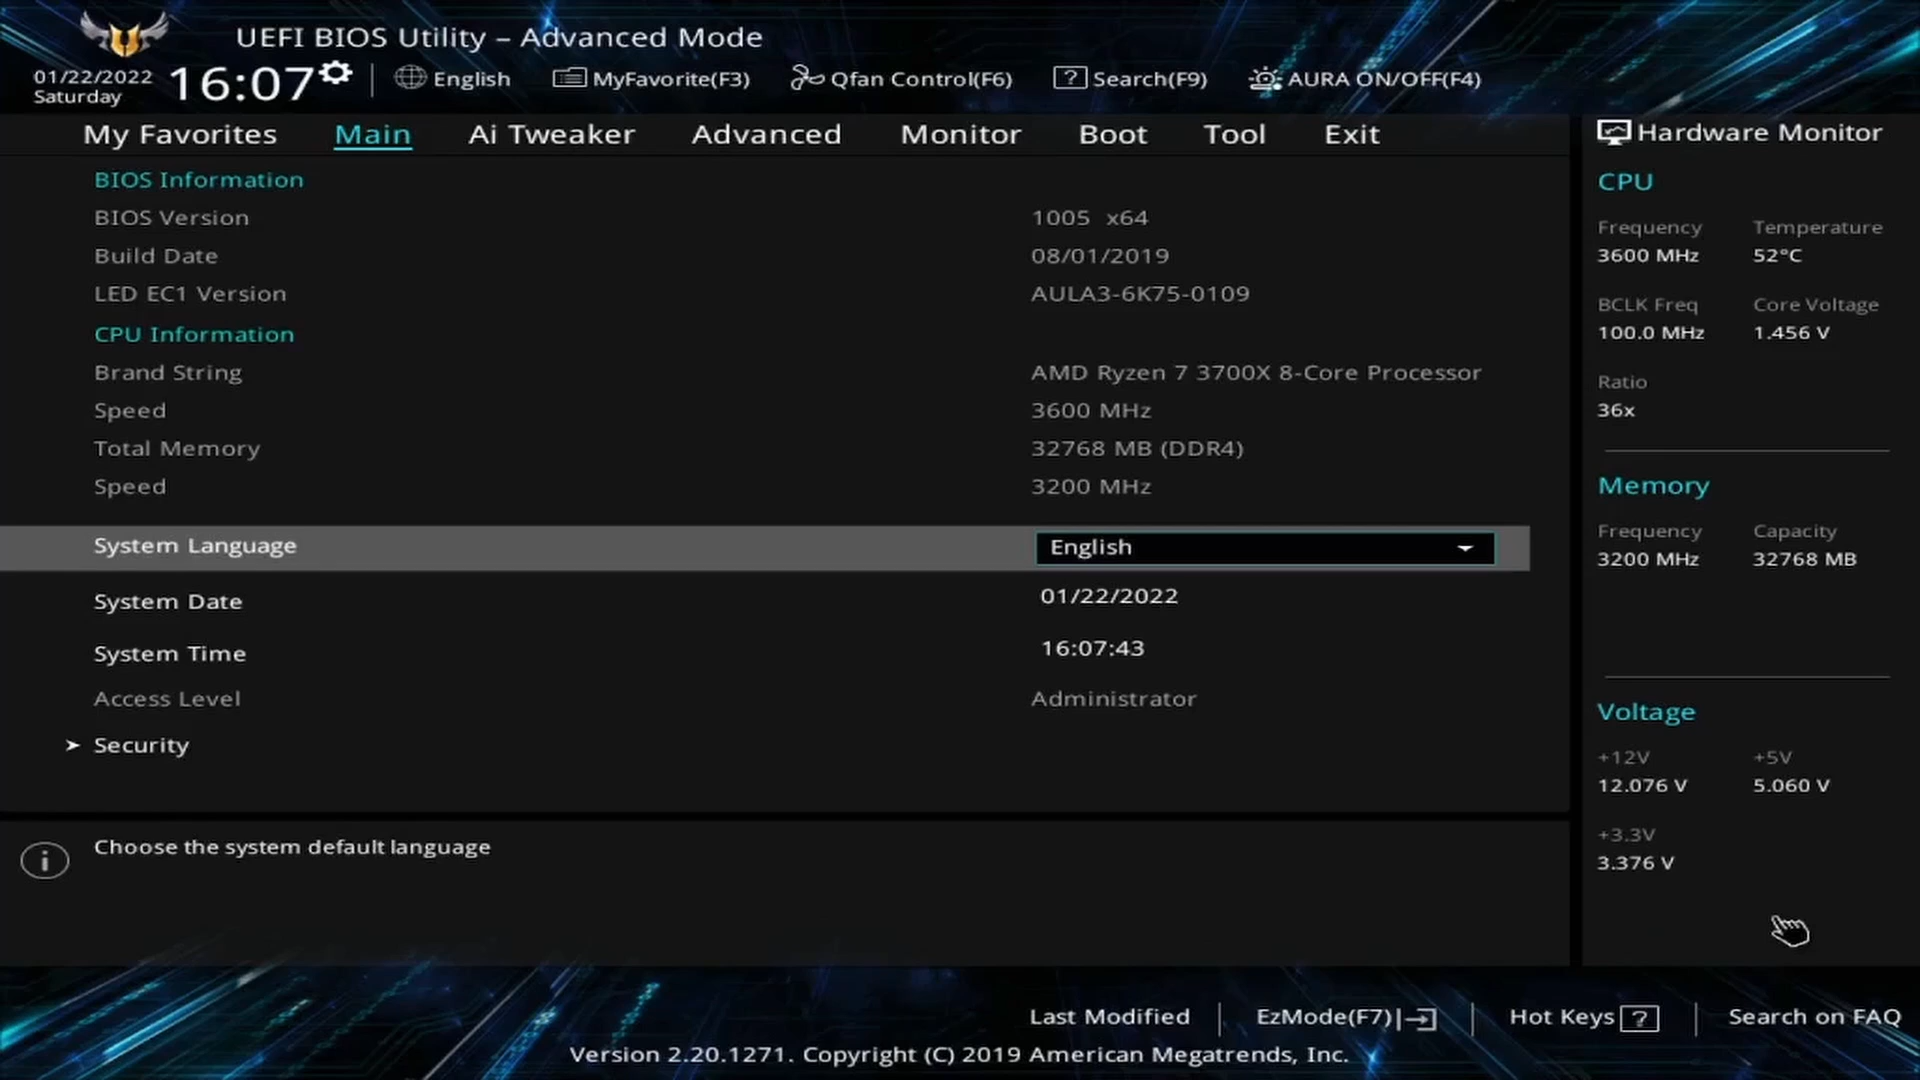 UEFI BIOS Utility – Advanced Mode
01/22/2022
Saturday
16:07
English
MyFavorite(F3)
Qfan Control(F6)
? Search(F9)
AURA ON/OFF(F4)
My Favorites
Main
Ai Tweaker
Advanced
Monitor
Boot
Tool
Exit
BIOS Information
BIOS Version 1005 x64
Build Date 08/01/2019
LED EC1 Version AULA3-6K75-0109
CPU Information
Brand String AMD Ryzen 7 3700X 8-Core Processor
Speed 3600 MHz
Total Memory 32768 MB (DDR4)
Speed 3200 MHz
System Language English
System Date 01/22/2022
System Time 16:07:43
Access Level Administrator
Security
i Choose the system default language
Hardware Monitor
CPU
Frequency Temperature
3600 MHz 52°C
BCLK Freq Core Voltage
100.0 MHz 1.456 V
Ratio
36x
Memory
Frequency Capacity
3200 MHz 32768 MB
Voltage
+12V +5V
12.076 V 5.060 V
+3.3V
3.376 V
Last Modified
EzMode(F7)
Hot Keys ?
Search on FAQ
Version 2.20.1271. Copyright (C) 2019 American Megatrends, Inc.